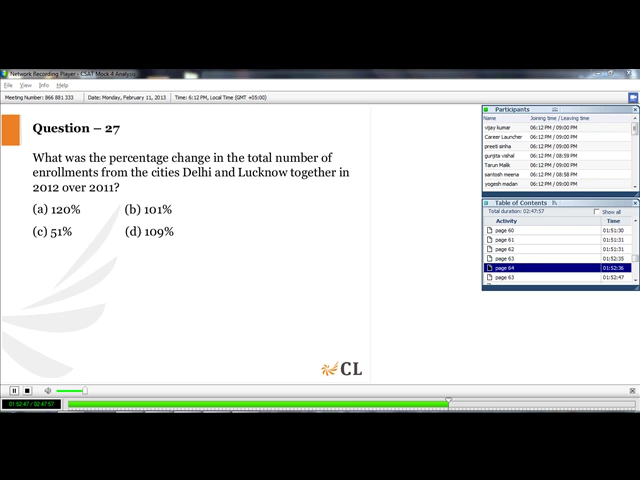 Network Recording Player - CSAT Mock 4 Analysis
File View Info Help
Meeting Number: 866 881 333 Date: Monday, February 11, 2013 Time: 6:12 PM, Local Time (GMT +05:00)
Question – 27
What was the percentage change in the total number of
enrollments from the cities Delhi and Lucknow together in
2012 over 2011?
(a) 120% (b) 101%
(c) 51% (d) 109%
CL
Participants
Name Joining time / Leaving time
vijay kumar 06:12 PM / 09:00 PM
Career Launcher 06:12 PM / 09:00 PM
preeti sinha 06:12 PM / 09:00 PM
gunjita vishal 06:12 PM / 08:59 PM
Tarun Malik 06:12 PM / 09:00 PM
santosh meena 06:12 PM / 08:58 PM
yogesh madan 06:12 PM / 09:00 PM
Table of Contents
Total duration: 02:47:57 Show all
Activity Time
page 60 01:51:30
page 61 01:51:31
page 62 01:51:31
page 63 01:52:35
page 64 01:52:36
page 63 01:52:47
01:52:47 / 02:47:57